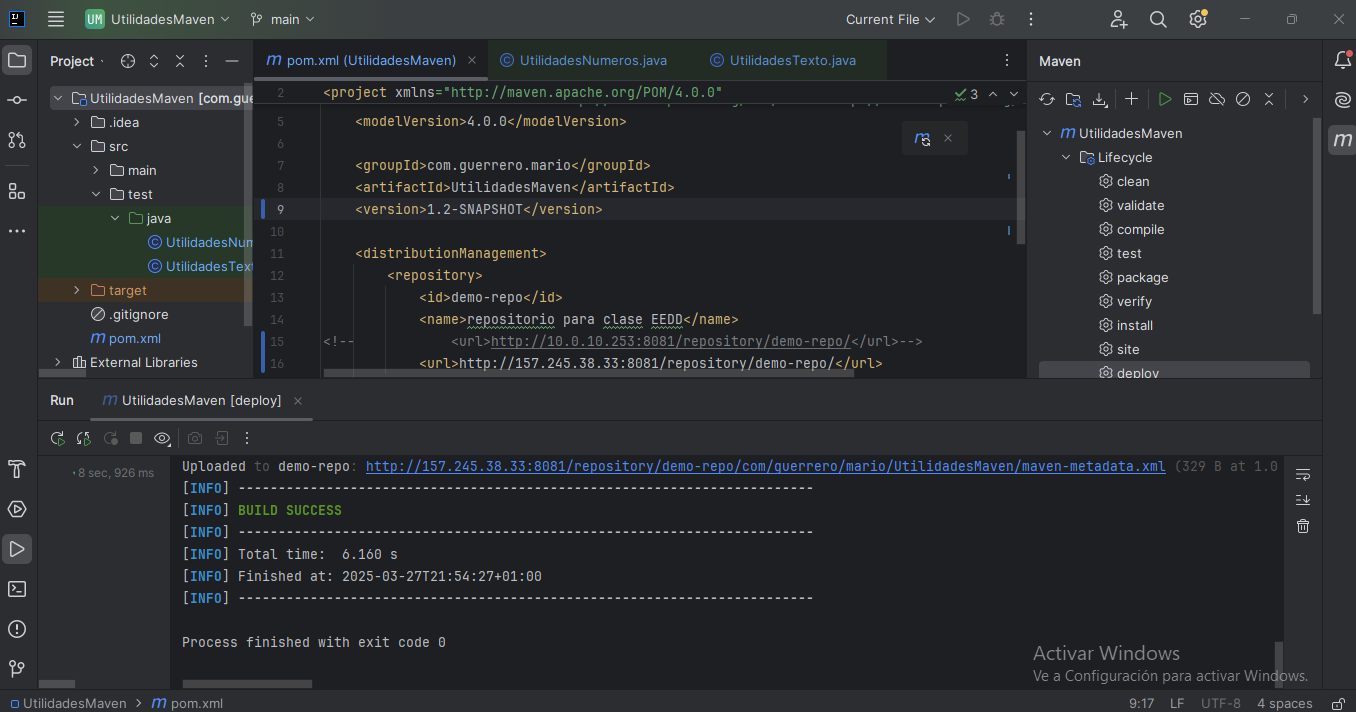 UM UtilidadesMaven main Current File
Project
pom.xml (UtilidadesMaven) UtilidadesNumeros.java UtilidadesTexto.java
Maven
UtilidadesMaven [com.gue
.idea
src
main
test
java
UtilidadesNum
UtilidadesText
target
.gitignore
pom.xml
External Libraries
2 <project xmlns="http://maven.apache.org/POM/4.0.0" 3
5 <modelVersion>4.0.0</modelVersion>
6
7 <groupId>com.guerrero.mario</groupId>
8 <artifactId>UtilidadesMaven</artifactId>
9 <version>1.2-SNAPSHOT</version>
10
11 <distributionManagement>
12 <repository>
13 <id>demo-repo</id>
14 <name>repositorio para clase EEDD</name>
15 <!-- <url>http://10.0.10.253:8081/repository/demo-repo/</url>-->
16 <url>http://157.245.38.33:8081/repository/demo-repo/</url>
UtilidadesMaven
Lifecycle
clean
validate
compile
test
package
verify
install
site
deploy
Run UtilidadesMaven [deploy]
8 sec, 926 ms
Uploaded to demo-repo: http://157.245.38.33:8081/repository/demo-repo/com/guerrero/mario/UtilidadesMaven/maven-metadata.xml (329 B at 1.0
[INFO] ------------------------------------------------------------------------
[INFO] BUILD SUCCESS
[INFO] ------------------------------------------------------------------------
[INFO] Total time:  6.160 s
[INFO] Finished at: 2025-03-27T21:54:27+01:00
[INFO] ------------------------------------------------------------------------
Process finished with exit code 0
Activar Windows
Ve a Configuración para activar Windows.
UtilidadesMaven > pom.xml 9:17 LF UTF-8 4 spaces